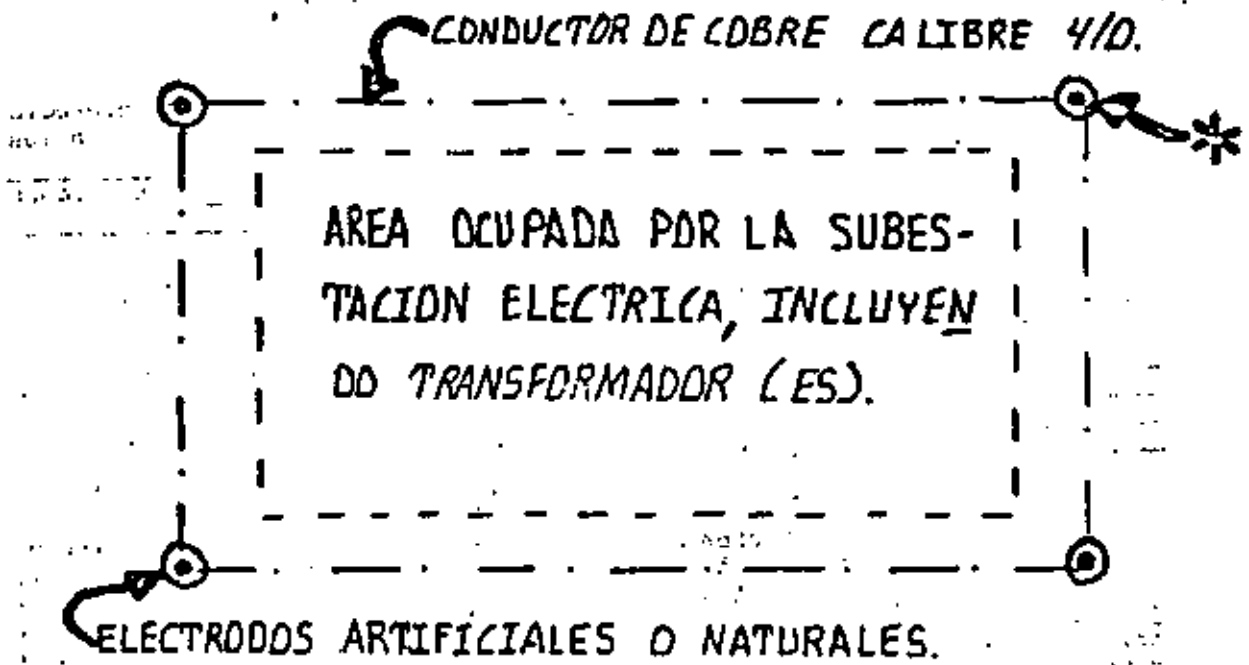 CONDUCTOR DE COBRE CALIBRE 4/0.
*
AREA OCUPADA POR LA SUBES-
TACION ELECTRICA, INCLUYEN
DO TRANSFORMADOR (ES).
ELECTRODOS ARTIFICIALES O NATURALES.